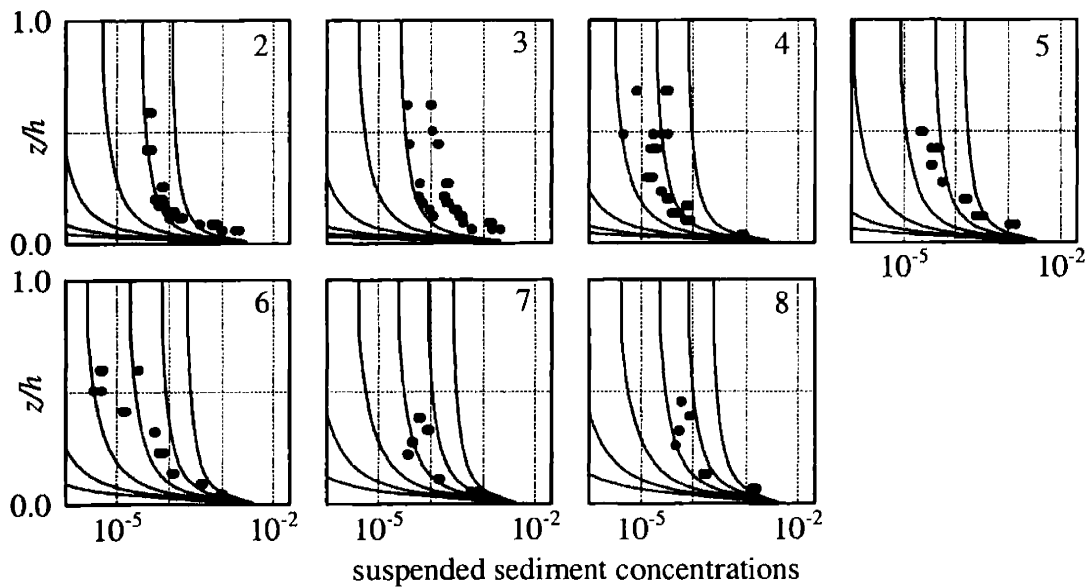 1.0 2 3 4 5
z/h
0.0
10⁻⁵ 10⁻²
1.0 6 7 8
z/h
0.0
10⁻⁵ 10⁻² 10⁻⁵ 10⁻² 10⁻⁵ 10⁻²
suspended sediment concentrations